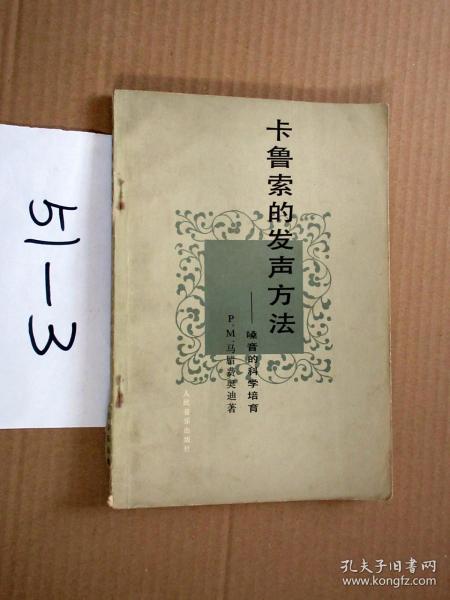 卡鲁索的发声方法
——嗓音的科学培育
P.M.马腊费奥迪著
人民音乐出版社
51-3
孔夫子旧书网
www.kongfz.com